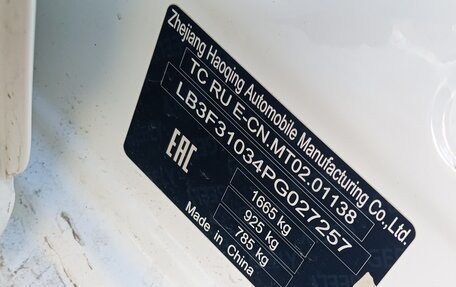 Zhejiang Haoqing Automobile Manufacturing Co.,Ltd.
TC RU E-CN.MT02.01138
LB3F31034PG027257
EAC
1665 kg
925 kg
785 kg
Made in China